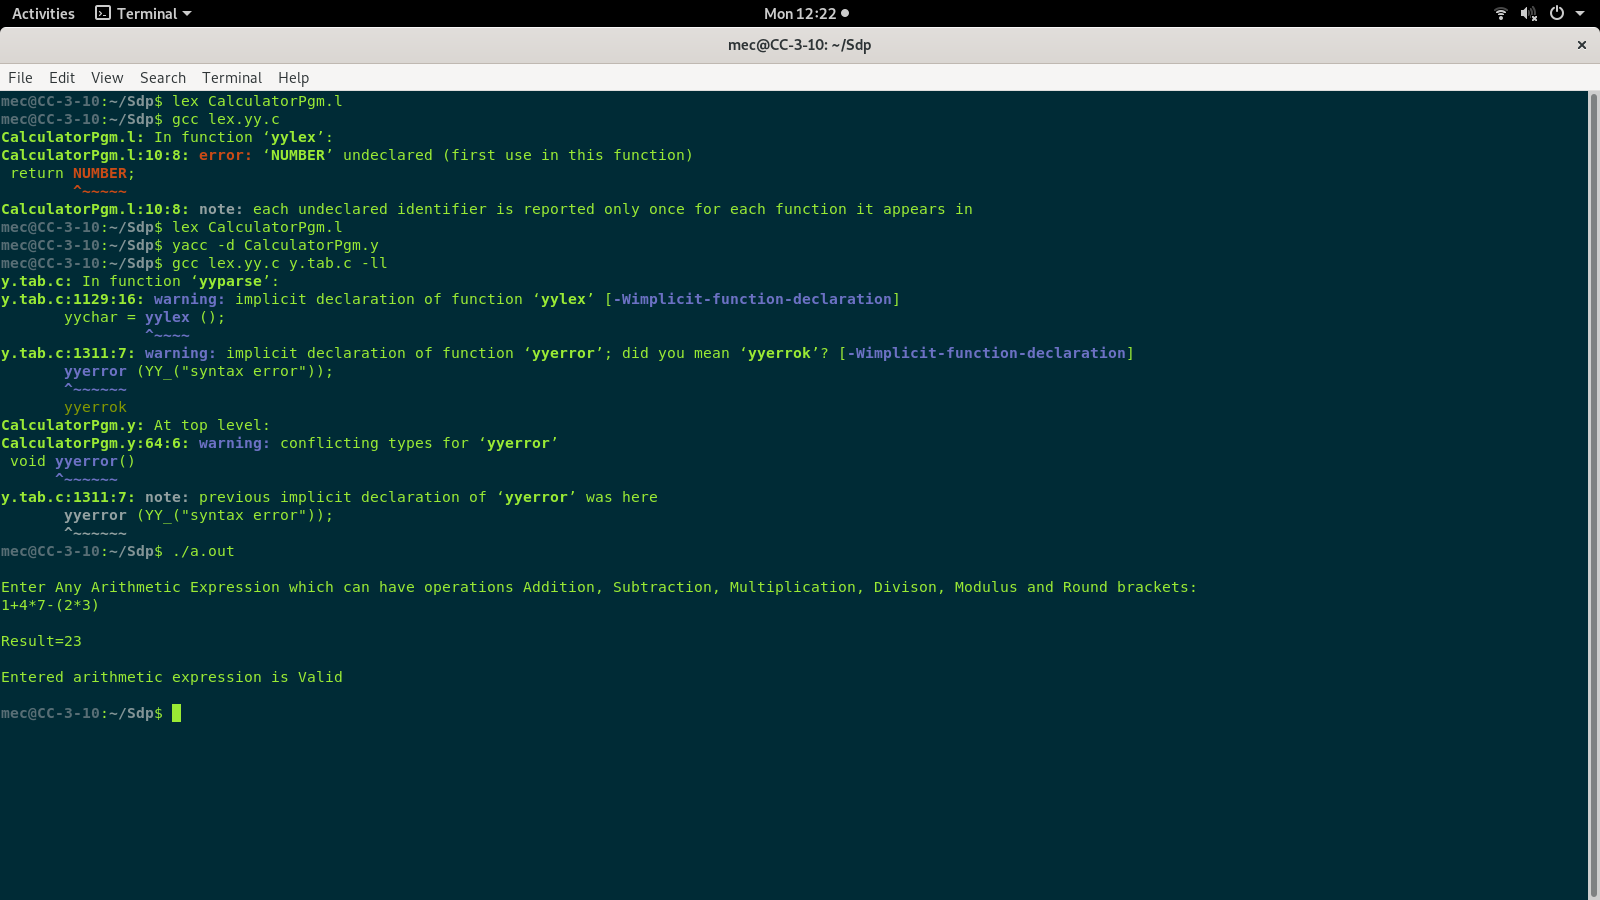 Activities Terminal Mon 12:22
mec@CC-3-10: ~/Sdp ×
File Edit View Search Terminal Help
mec@CC-3-10:~/Sdp$ lex CalculatorPgm.l
mec@CC-3-10:~/Sdp$ gcc lex.yy.c
CalculatorPgm.l: In function ‘yylex’:
CalculatorPgm.l:10:8: error: ‘NUMBER’ undeclared (first use in this function)
 return NUMBER;
        ^~~~~~
CalculatorPgm.l:10:8: note: each undeclared identifier is reported only once for each function it appears in
mec@CC-3-10:~/Sdp$ lex CalculatorPgm.l
mec@CC-3-10:~/Sdp$ yacc -d CalculatorPgm.y
mec@CC-3-10:~/Sdp$ gcc lex.yy.c y.tab.c -ll
y.tab.c: In function ‘yyparse’:
y.tab.c:1129:16: warning: implicit declaration of function ‘yylex’ [-Wimplicit-function-declaration]
       yychar = yylex ();
                ^~~~~
y.tab.c:1311:7: warning: implicit declaration of function ‘yyerror’; did you mean ‘yyerrok’? [-Wimplicit-function-declaration]
       yyerror (YY_("syntax error"));
       ^~~~~~~
       yyerrok
CalculatorPgm.y: At top level:
CalculatorPgm.y:64:6: warning: conflicting types for ‘yyerror’
 void yyerror()
      ^~~~~~~
y.tab.c:1311:7: note: previous implicit declaration of ‘yyerror’ was here
       yyerror (YY_("syntax error"));
       ^~~~~~~
mec@CC-3-10:~/Sdp$ ./a.out
Enter Any Arithmetic Expression which can have operations Addition, Subtraction, Multiplication, Divison, Modulus and Round brackets:
1+4*7-(2*3)
Result=23
Entered arithmetic expression is Valid
mec@CC-3-10:~/Sdp$